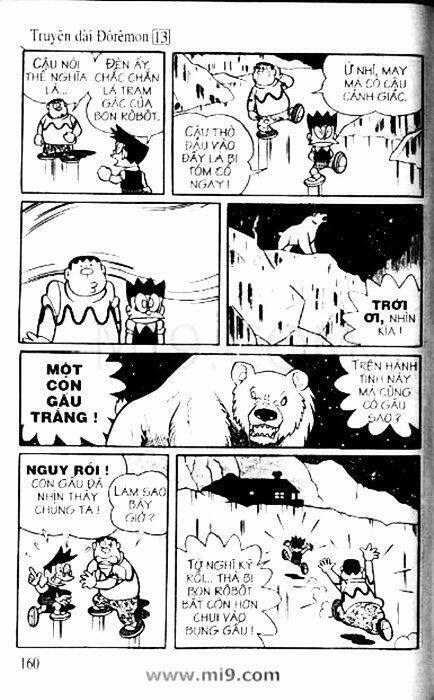 Truyện dài Đôrêmon 13
CẬU NÓI
THẾ NGHĨA
LÀ...
ĐÈN ẤY,
CHẮC CHẮN
LÀ TRẠM
GÁC CỦA
BỌN RÔBỐT.
Ừ NHỈ, MAY
MÀ CÓ CẬU
CẢNH GIÁC.
CẬU THÒ
ĐẦU VÀO
ĐẤY LÀ BỊ
TÓM CỔ
NGAY!
TRỜI
ƠI, NHÌN
KÌA!
MỘT
CON
GẤU
TRẮNG!
TRÊN HÀNH
TINH NÀY
MÀ CŨNG
CÓ GẤU
SAO?
NGUY RỒI!
CON GẤU ĐÃ
NHÌN THẤY
CHÚNG TA!
LÀM SAO
BÂY
GIỜ?
TỚ NGHĨ KỸ
RỒI... THÀ BỊ
BỌN RÔBỐT
BẮT CÒN HƠN
CHUI VÀO
BỤNG GẤU!
160
www.mi9.com